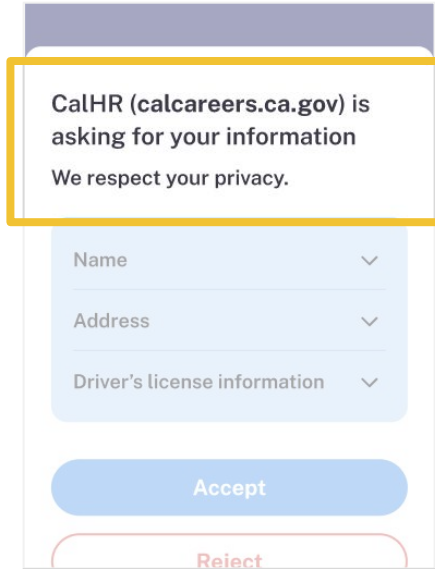 CalHR (calcareers.ca.gov) is
asking for your information
We respect your privacy.
Name
Address
Driver’s license information
Accept
Reject